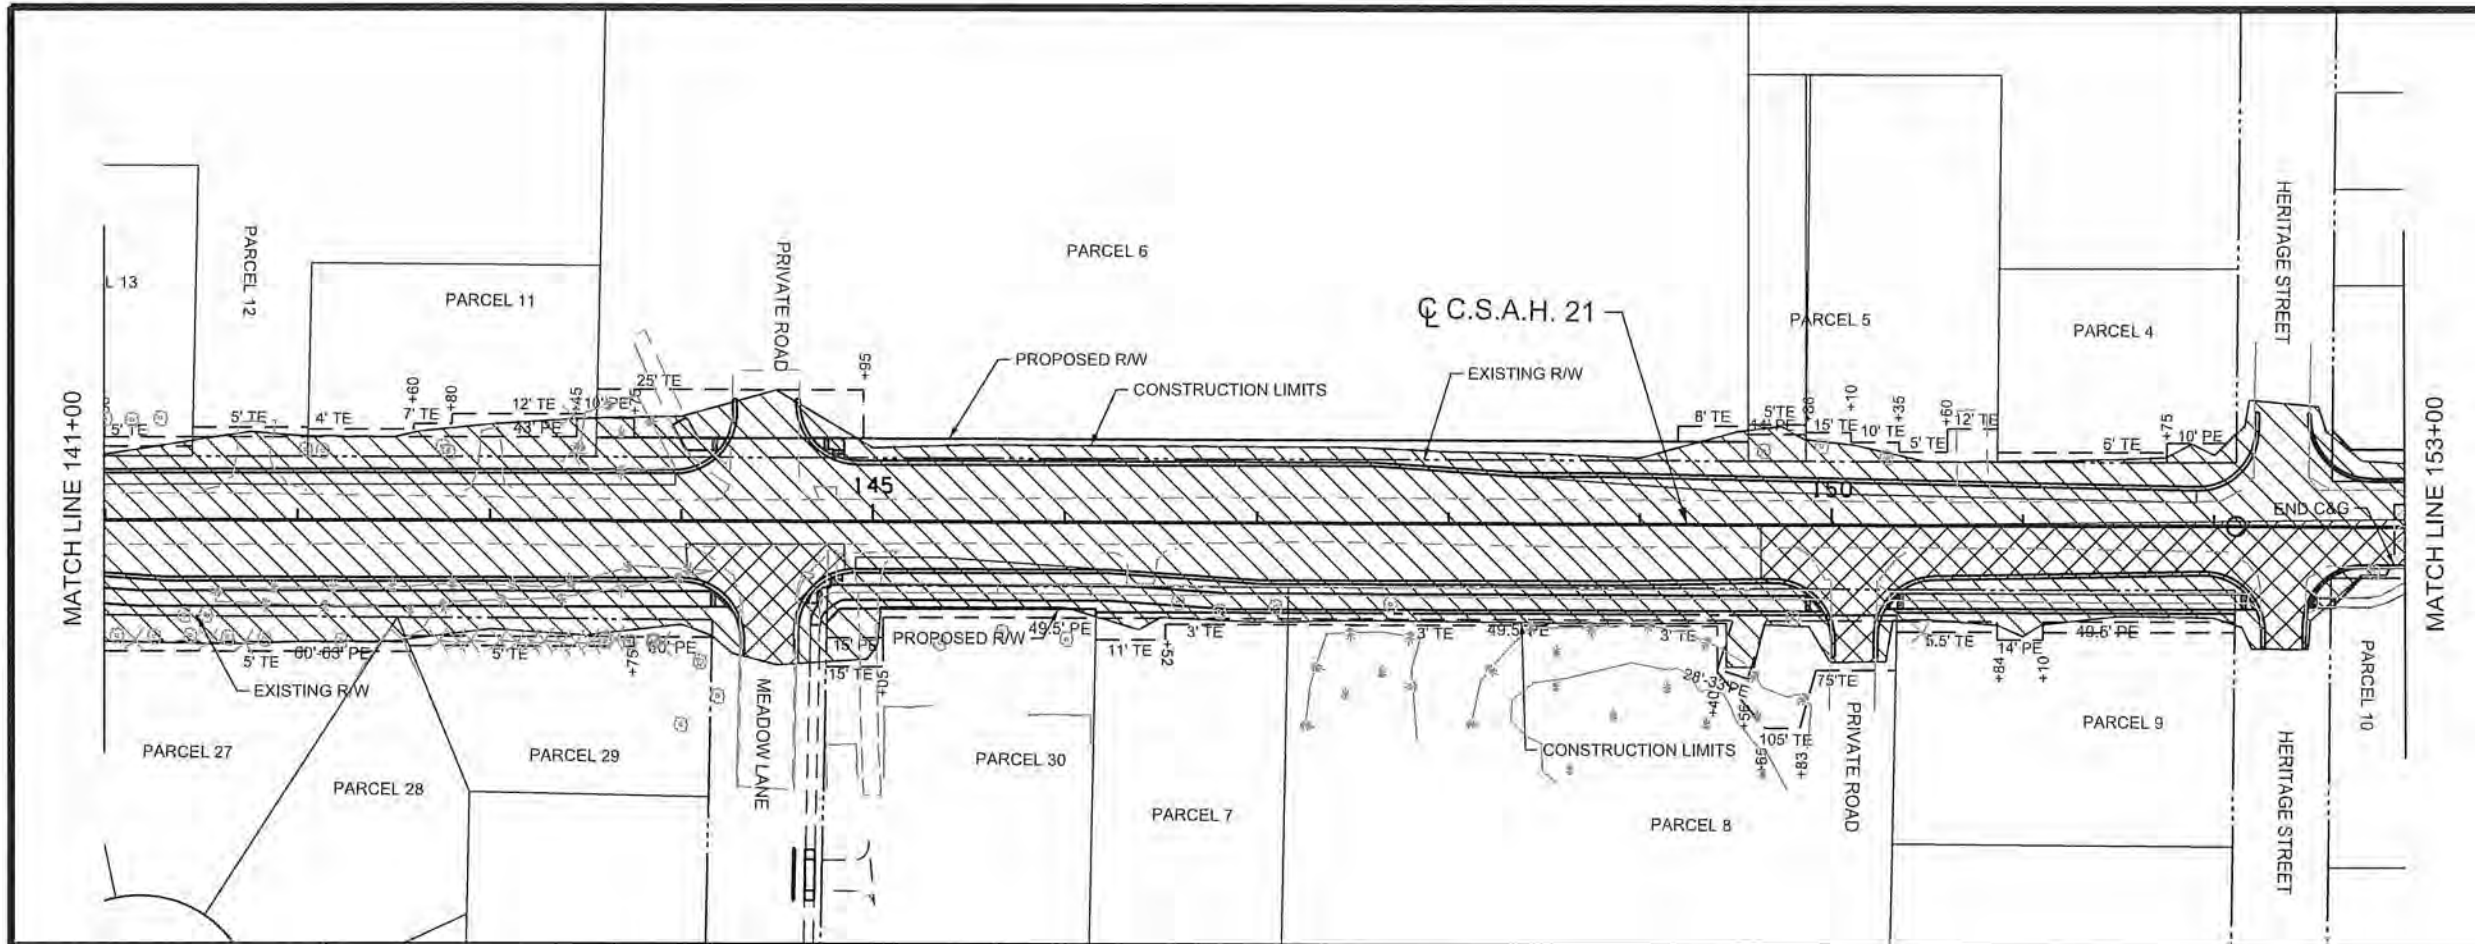 MATCH LINE 141+00
L 13
PARCEL 12
PARCEL 11
PRIVATE ROAD
PARCEL 6
PARCEL 5
PARCEL 4
HERITAGE STREET
℄ C.S.A.H. 21
PROPOSED R/W
CONSTRUCTION LIMITS
EXISTING R/W
5' TE
5' TE
4' TE
7' TE
+60
+80
12' TE
43' PE
+45
10' PE
+75
25' TE
+95
8' TE
5'TE
15' TE
+10
10' TE
+35
5' TE
+60
12' TE
6' TE
+75
10' PE
145
150
END C&G
MATCH LINE 153+00
5' TE
60'-63' PE
5' TE
+75
60' PE
15' PE
15' TE
+05
PROPOSED R/W
49.5' PE
11' TE
+52
3' TE
3' TE
49.5' PE
3' TE
28'-33' PE
+40
+56
+65
105' TE
+83
75'TE
5.5' TE
+84
14' PE
+10
49.5' PE
EXISTING R/W
CONSTRUCTION LIMITS
PARCEL 27
PARCEL 28
PARCEL 29
MEADOW LANE
PARCEL 30
PARCEL 7
PARCEL 8
PRIVATE ROAD
PARCEL 9
HERITAGE STREET
PARCEL 10